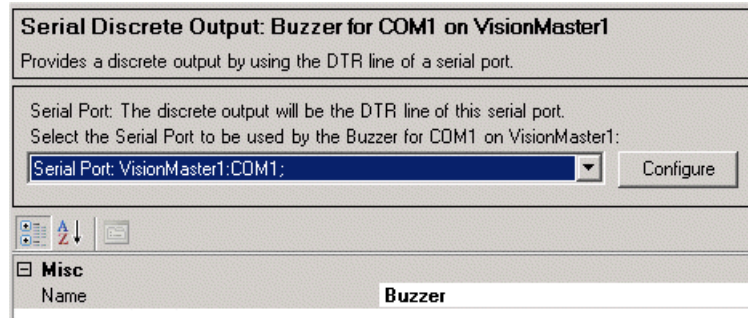 Serial Discrete Output: Buzzer for COM1 on VisionMaster1
Provides a discrete output by using the DTR line of a serial port.
Serial Port: The discrete output will be the DTR line of this serial port.
Select the Serial Port to be used by the Buzzer for COM1 on VisionMaster1:
Serial Port: VisionMaster1:COM1; Configure
A
Z
Misc
Name Buzzer